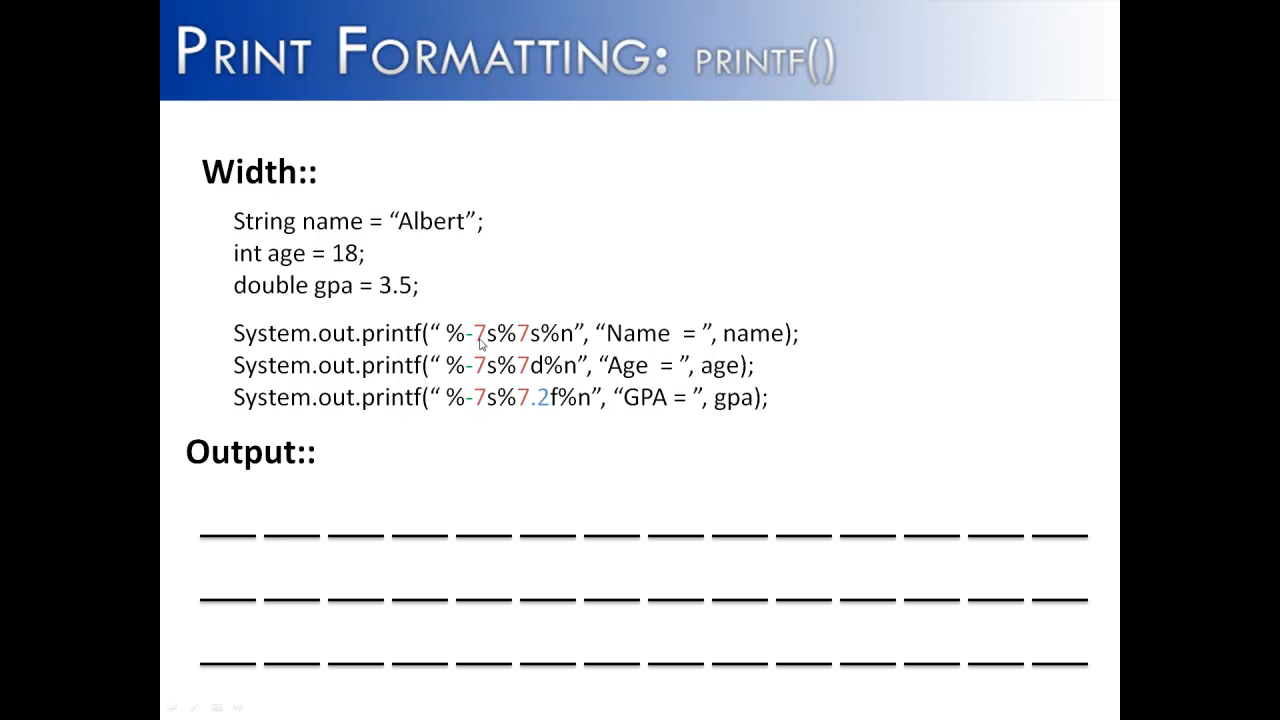 PRINT FORMATTING: PRINTF()
Width::
String name = “Albert”;
int age = 18;
double gpa = 3.5;
System.out.printf(“ %-7s%7s%n”, “Name  = ”, name);
System.out.printf(“ %-7s%7d%n”, “Age  = ”, age);
System.out.printf(“ %-7s%7.2f%n”, “GPA = ”, gpa);
Output::